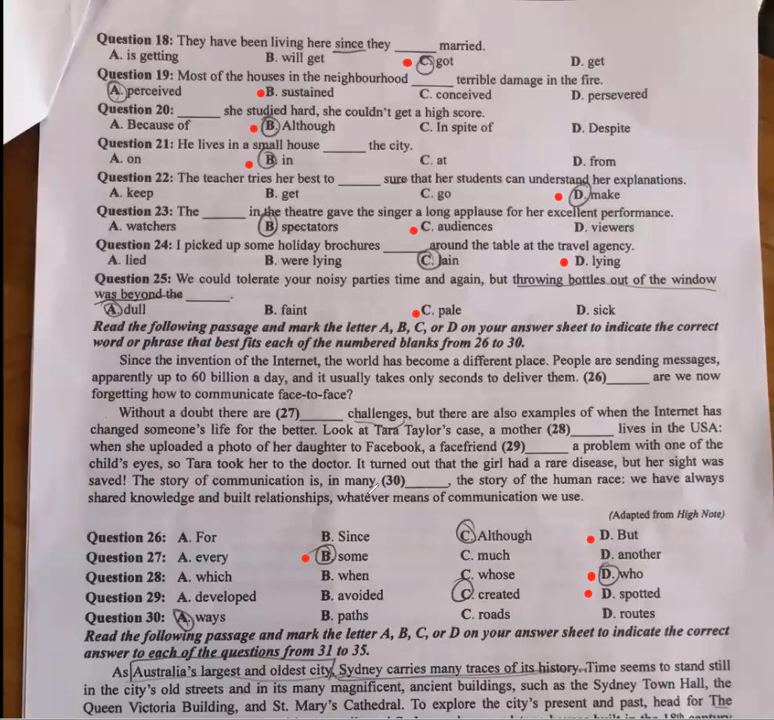 Question 18: They have been living here since they ______ married.
A. is getting B. will get C. got D. get
Question 19: Most of the houses in the neighbourhood ______ terrible damage in the fire.
A. perceived B. sustained C. conceived D. persevered
Question 20: ______ she studied hard, she couldn't get a high score.
A. Because of B. Although C. In spite of D. Despite
Question 21: He lives in a small house ______ the city.
A. on B. in C. at D. from
Question 22: The teacher tries her best to ______ sure that her students can understand her explanations.
A. keep B. get C. go D. make
Question 23: The ______ in the theatre gave the singer a long applause for her excellent performance.
A. watchers B. spectators C. audiences D. viewers
Question 24: I picked up some holiday brochures ______ around the table at the travel agency.
A. lied B. were lying C. lain D. lying
Question 25: We could tolerate your noisy parties time and again, but throwing bottles out of the window
was beyond the ______.
A. dull B. faint C. pale D. sick
Read the following passage and mark the letter A, B, C, or D on your answer sheet to indicate the correct
word or phrase that best fits each of the numbered blanks from 26 to 30.
Since the invention of the Internet, the world has become a different place. People are sending messages,
apparently up to 60 billion a day, and it usually takes only seconds to deliver them. (26)______ are we now
forgetting how to communicate face-to-face?
Without a doubt there are (27)______ challenges, but there are also examples of when the Internet has
changed someone's life for the better. Look at Tara Taylor's case, a mother (28)______ lives in the USA:
when she uploaded a photo of her daughter to Facebook, a facefriend (29)______ a problem with one of the
child's eyes, so Tara took her to the doctor. It turned out that the girl had a rare disease, but her sight was
saved! The story of communication is, in many (30)______, the story of the human race: we have always
shared knowledge and built relationships, whatever means of communication we use.
(Adapted from High Note)
Question 26: A. For B. Since C. Although D. But
Question 27: A. every B. some C. much D. another
Question 28: A. which B. when C. whose D. who
Question 29: A. developed B. avoided C. created D. spotted
Question 30: A. ways B. paths C. roads D. routes
Read the following passage and mark the letter A, B, C, or D on your answer sheet to indicate the correct
answer to each of the questions from 31 to 35.
As Australia's largest and oldest city, Sydney carries many traces of its history. Time seems to stand still
in the city's old streets and in its many magnificent, ancient buildings, such as the Sydney Town Hall, the
Queen Victoria Building, and St. Mary's Cathedral. To explore the city's present and past, head for The